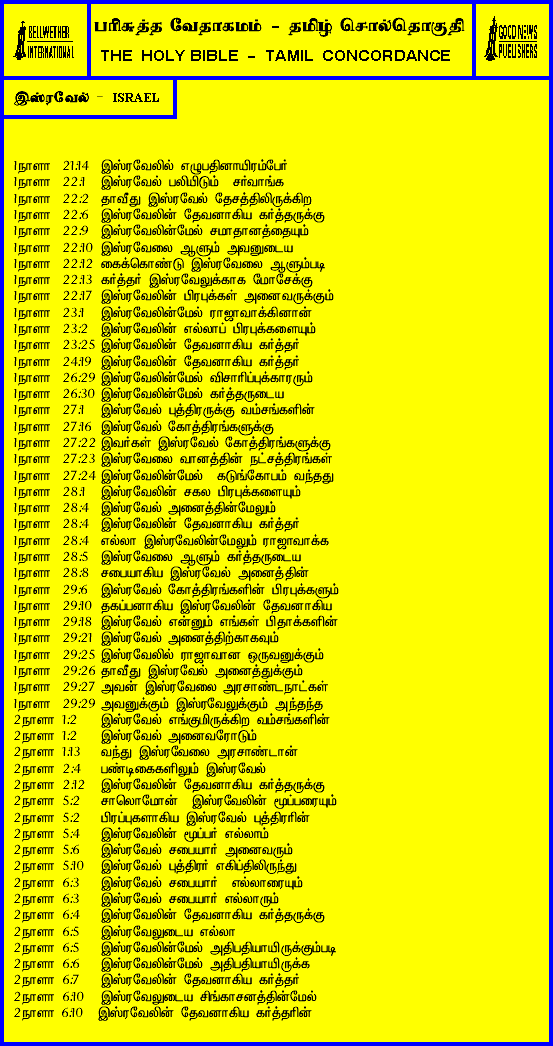 BELLWETHER
INTERNATIONAL
பரிசுத்த வேதாகமம் - தமிழ் சொல்தொகுதி
THE HOLY BIBLE - TAMIL CONCORDANCE
GOOD NEWS
PUBLISHERS
இஸ்ரவேல் - ISRAEL
1நாளா 21:14 இஸ்ரவேலில் எழுபதினாயிரம்பேர்
1நாளா 22:1 இஸ்ரவேல் பலியிடும் சர்வாங்க
1நாளா 22:2 தாவீது இஸ்ரவேல் தேசத்திலிருக்கிற
1நாளா 22:6 இஸ்ரவேலின் தேவனாகிய கர்த்தருக்கு
1நாளா 22:9 இஸ்ரவேலின்மேல் சமாதானத்தையும்
1நாளா 22:10 இஸ்ரவேலை ஆளும் அவனுடைய
1நாளா 22:12 கைக்கொண்டு இஸ்ரவேலை ஆளும்படி
1நாளா 22:13 கர்த்தர் இஸ்ரவேலுக்காக மோசேக்கு
1நாளா 22:17 இஸ்ரவேலின் பிரபுக்கள் அனைவருக்கும்
1நாளா 23:1 இஸ்ரவேலின்மேல் ராஜாவாக்கினான்
1நாளா 23:2 இஸ்ரவேலின் எல்லாப் பிரபுக்களையும்
1நாளா 23:25 இஸ்ரவேலின் தேவனாகிய கர்த்தர்
1நாளா 24:19 இஸ்ரவேலின் தேவனாகிய கர்த்தர்
1நாளா 26:29 இஸ்ரவேலின்மேல் விசாரிப்புக்காரரும்
1நாளா 26:30 இஸ்ரவேலின்மேல் கர்த்தருடைய
1நாளா 27:1 இஸ்ரவேல் புத்திரருக்கு வம்சங்களின்
1நாளா 27:16 இஸ்ரவேல் கோத்திரங்களுக்கு
1நாளா 27:22 இவர்கள் இஸ்ரவேல் கோத்திரங்களுக்கு
1நாளா 27:23 இஸ்ரவேலை வானத்தின் நட்சத்திரங்கள்
1நாளா 27:24 இஸ்ரவேலின்மேல் கடுங்கோபம் வந்தது
1நாளா 28:1 இஸ்ரவேலின் சகல பிரபுக்களையும்
1நாளா 28:4 இஸ்ரவேல் அனைத்தின்மேலும்
1நாளா 28:4 இஸ்ரவேலின் தேவனாகிய கர்த்தர்
1நாளா 28:4 எல்லா இஸ்ரவேலின்மேலும் ராஜாவாக்க
1நாளா 28:5 இஸ்ரவேலை ஆளும் கர்த்தருடைய
1நாளா 28:8 சபையாகிய இஸ்ரவேல் அனைத்தின்
1நாளா 29:6 இஸ்ரவேல் கோத்திரங்களின் பிரபுக்களும்
1நாளா 29:10 தகப்பனாகிய இஸ்ரவேலின் தேவனாகிய
1நாளா 29:18 இஸ்ரவேல் என்னும் எங்கள் பிதாக்களின்
1நாளா 29:21 இஸ்ரவேல் அனைத்திற்காகவும்
1நாளா 29:25 இஸ்ரவேலில் ராஜாவான ஒருவனுக்கும்
1நாளா 29:26 தாவீது இஸ்ரவேல் அனைத்துக்கும்
1நாளா 29:27 அவன் இஸ்ரவேலை அரசாண்டநாட்கள்
1நாளா 29:29 அவனுக்கும் இஸ்ரவேலுக்கும் அந்தந்த
2நாளா 1:2 இஸ்ரவேல் எங்குமிருக்கிற வம்சங்களின்
2நாளா 1:2 இஸ்ரவேல் அனைவரோடும்
2நாளா 1:13 வந்து இஸ்ரவேலை அரசாண்டான்
2நாளா 2:4 பண்டிகைகளிலும் இஸ்ரவேல்
2நாளா 2:12 இஸ்ரவேலின் தேவனாகிய கர்த்தருக்கு
2நாளா 5:2 சாலொமோன் இஸ்ரவேலின் மூப்பரையும்
2நாளா 5:2 பிரப்புகளாகிய இஸ்ரவேல் புத்திரரின்
2நாளா 5:4 இஸ்ரவேலின் மூப்பர் எல்லாம்
2நாளா 5:6 இஸ்ரவேல் சபையார் அனைவரும்
2நாளா 5:10 இஸ்ரவேல் புத்திரர் எகிப்திலிருந்து
2நாளா 6:3 இஸ்ரவேல் சபையார் எல்லாரையும்
2நாளா 6:3 இஸ்ரவேல் சபையார் எல்லாரும்
2நாளா 6:4 இஸ்ரவேலின் தேவனாகிய கர்த்தருக்கு
2நாளா 6:5 இஸ்ரவேலுடைய எல்லா
2நாளா 6:5 இஸ்ரவேலின்மேல் அதிபதியாயிருக்கும்படி
2நாளா 6:6 இஸ்ரவேலின்மேல் அதிபதியாயிருக்க
2நாளா 6:7 இஸ்ரவேலின் தேவனாகிய கர்த்தர்
2நாளா 6:10 இஸ்ரவேலுடைய சிங்காசனத்தின்மேல்
2நாளா 6:10 இஸ்ரவேலின் தேவனாகிய கர்த்தரின்